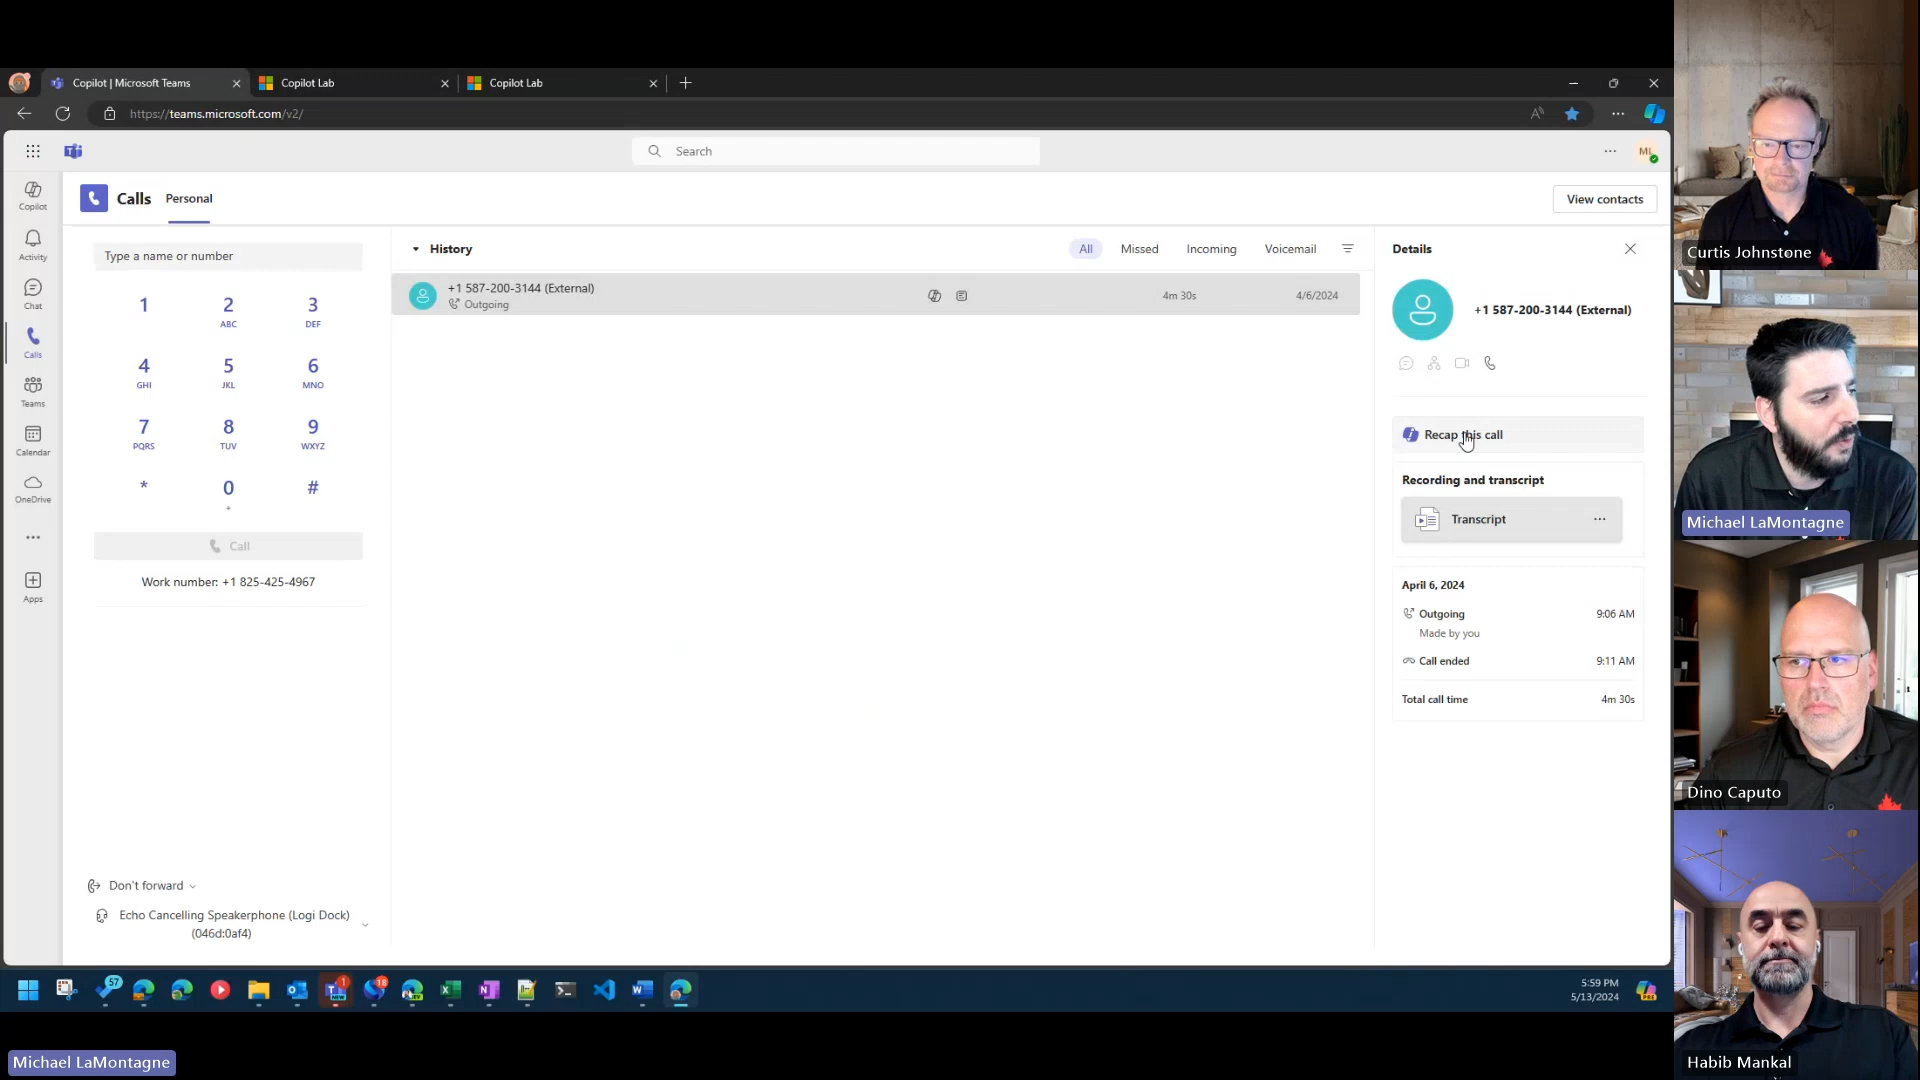 Copilot | Microsoft Teams
Copilot Lab
Copilot Lab
https://teams.microsoft.com/v2/
Search
ML
Copilot
Activity
Chat
Calls
Teams
Calendar
OneDrive
Apps
Calls
Personal
View contacts
Type a name or number
1
2
3
ABC
DEF
4
5
6
GHI
JKL
MNO
7
8
9
PQRS
TUV
WXYZ
*
0
#
+
Call
Work number: +1 825-425-4967
Don't forward
Echo Cancelling Speakerphone (Logi Dock)
(046d:0af4)
History
All
Missed
Incoming
Voicemail
+1 587-200-3144 (External)
Outgoing
4m 30s
4/6/2024
Details
+1 587-200-3144 (External)
Recap this call
Recording and transcript
Transcript
April 6, 2024
Outgoing
9:06 AM
Made by you
Call ended
9:11 AM
Total call time
4m 30s
57
1
18
NEW
5:59 PM
5/13/2024
PRE
Curtis Johnstone
Michael LaMontagne
Dino Caputo
Habib Mankal
Michael LaMontagne